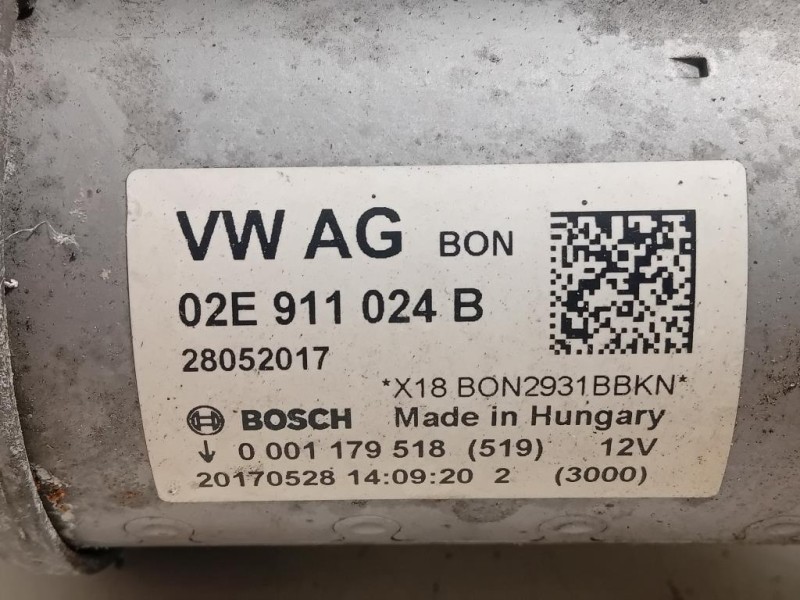 VW AG BON
02E 911 024 B
28052017
*X18 BON2931BBKN*
BOSCH Made in Hungary
↓ 0 001 179 518 (519) 12V
20170528 14:09:20 2 (3000)